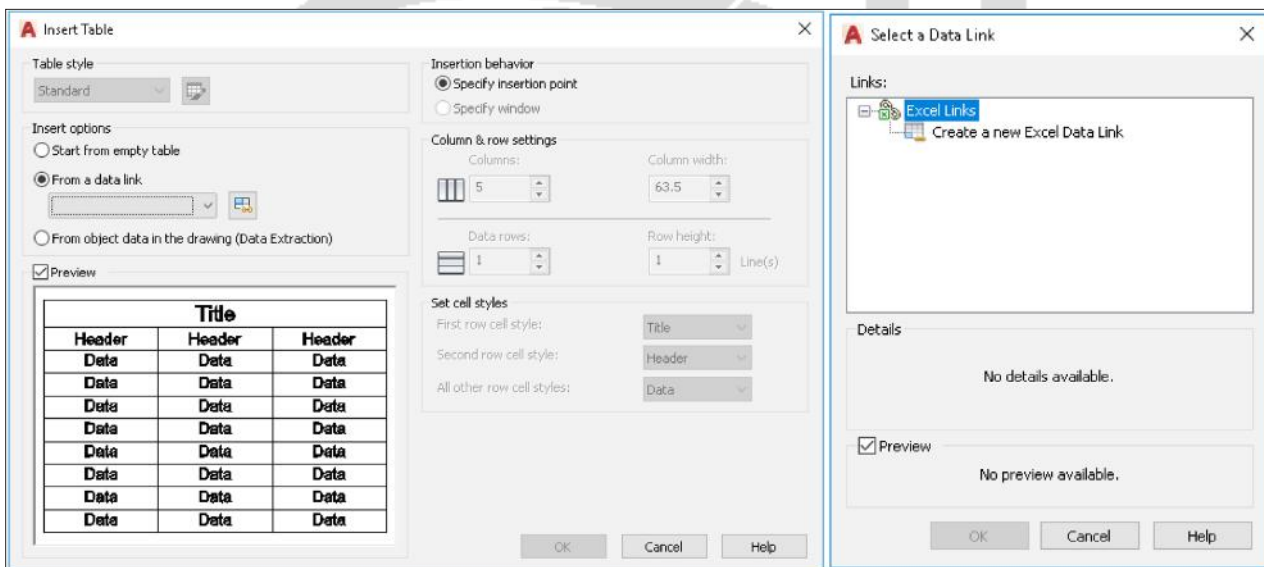 Insert Table
Table style
Standard
Insert options
Start from empty table
From a data link
From object data in the drawing (Data Extraction)
Preview
Title
Header Header Header
Data Data Data
Data Data Data
Data Data Data
Data Data Data
Data Data Data
Data Data Data
Data Data Data
Data Data Data
Insertion behavior
Specify insertion point
Specify window
Column & row settings
Columns: Column width:
5 63.5
Data rows: Row height:
1 1 Line(s)
Set cell styles
First row cell style: Title
Second row cell style: Header
All other row cell styles: Data
OK Cancel Help
Select a Data Link
Links:
Excel Links
Create a new Excel Data Link
Details
No details available.
Preview
No preview available.
OK Cancel Help